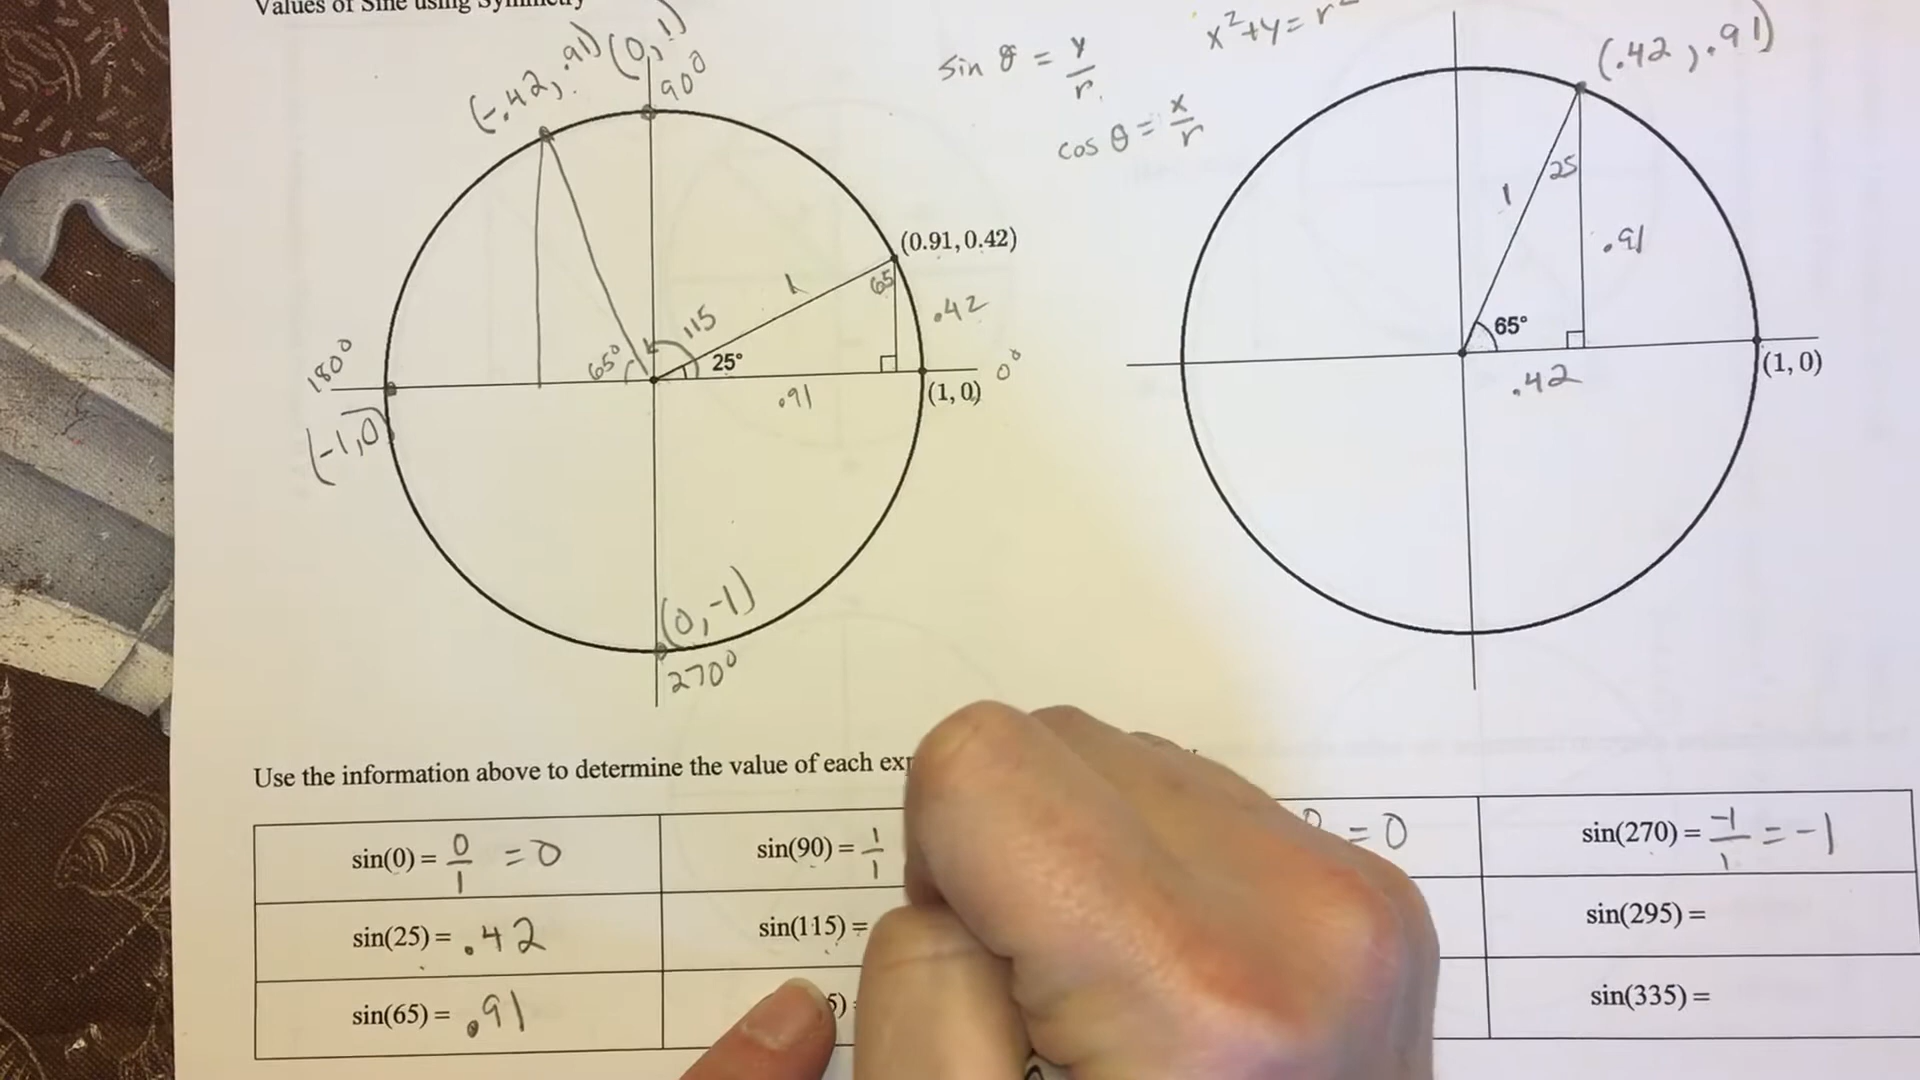 Values of Sine using Symmetry
(-.42, .91)
(0,1)
90°
sin θ = y/r
x²+y = r²
cos θ = x/r
(.42, .91)
25
1
.91
65°
.42
(1, 0)
(0.91, 0.42)
1
65
.42
115
65°
25°
.91
0°
(1, 0)
180°
(-1,0)
(0,-1)
270°
Use the information above to determine the value of each
sin(0) = 0/1 = 0
sin(90) = 1/1
= 0
sin(270) = -1/1 = -1
sin(25) = .42
sin(115) =
sin(295) =
sin(65) = .91
5)
sin(335) =